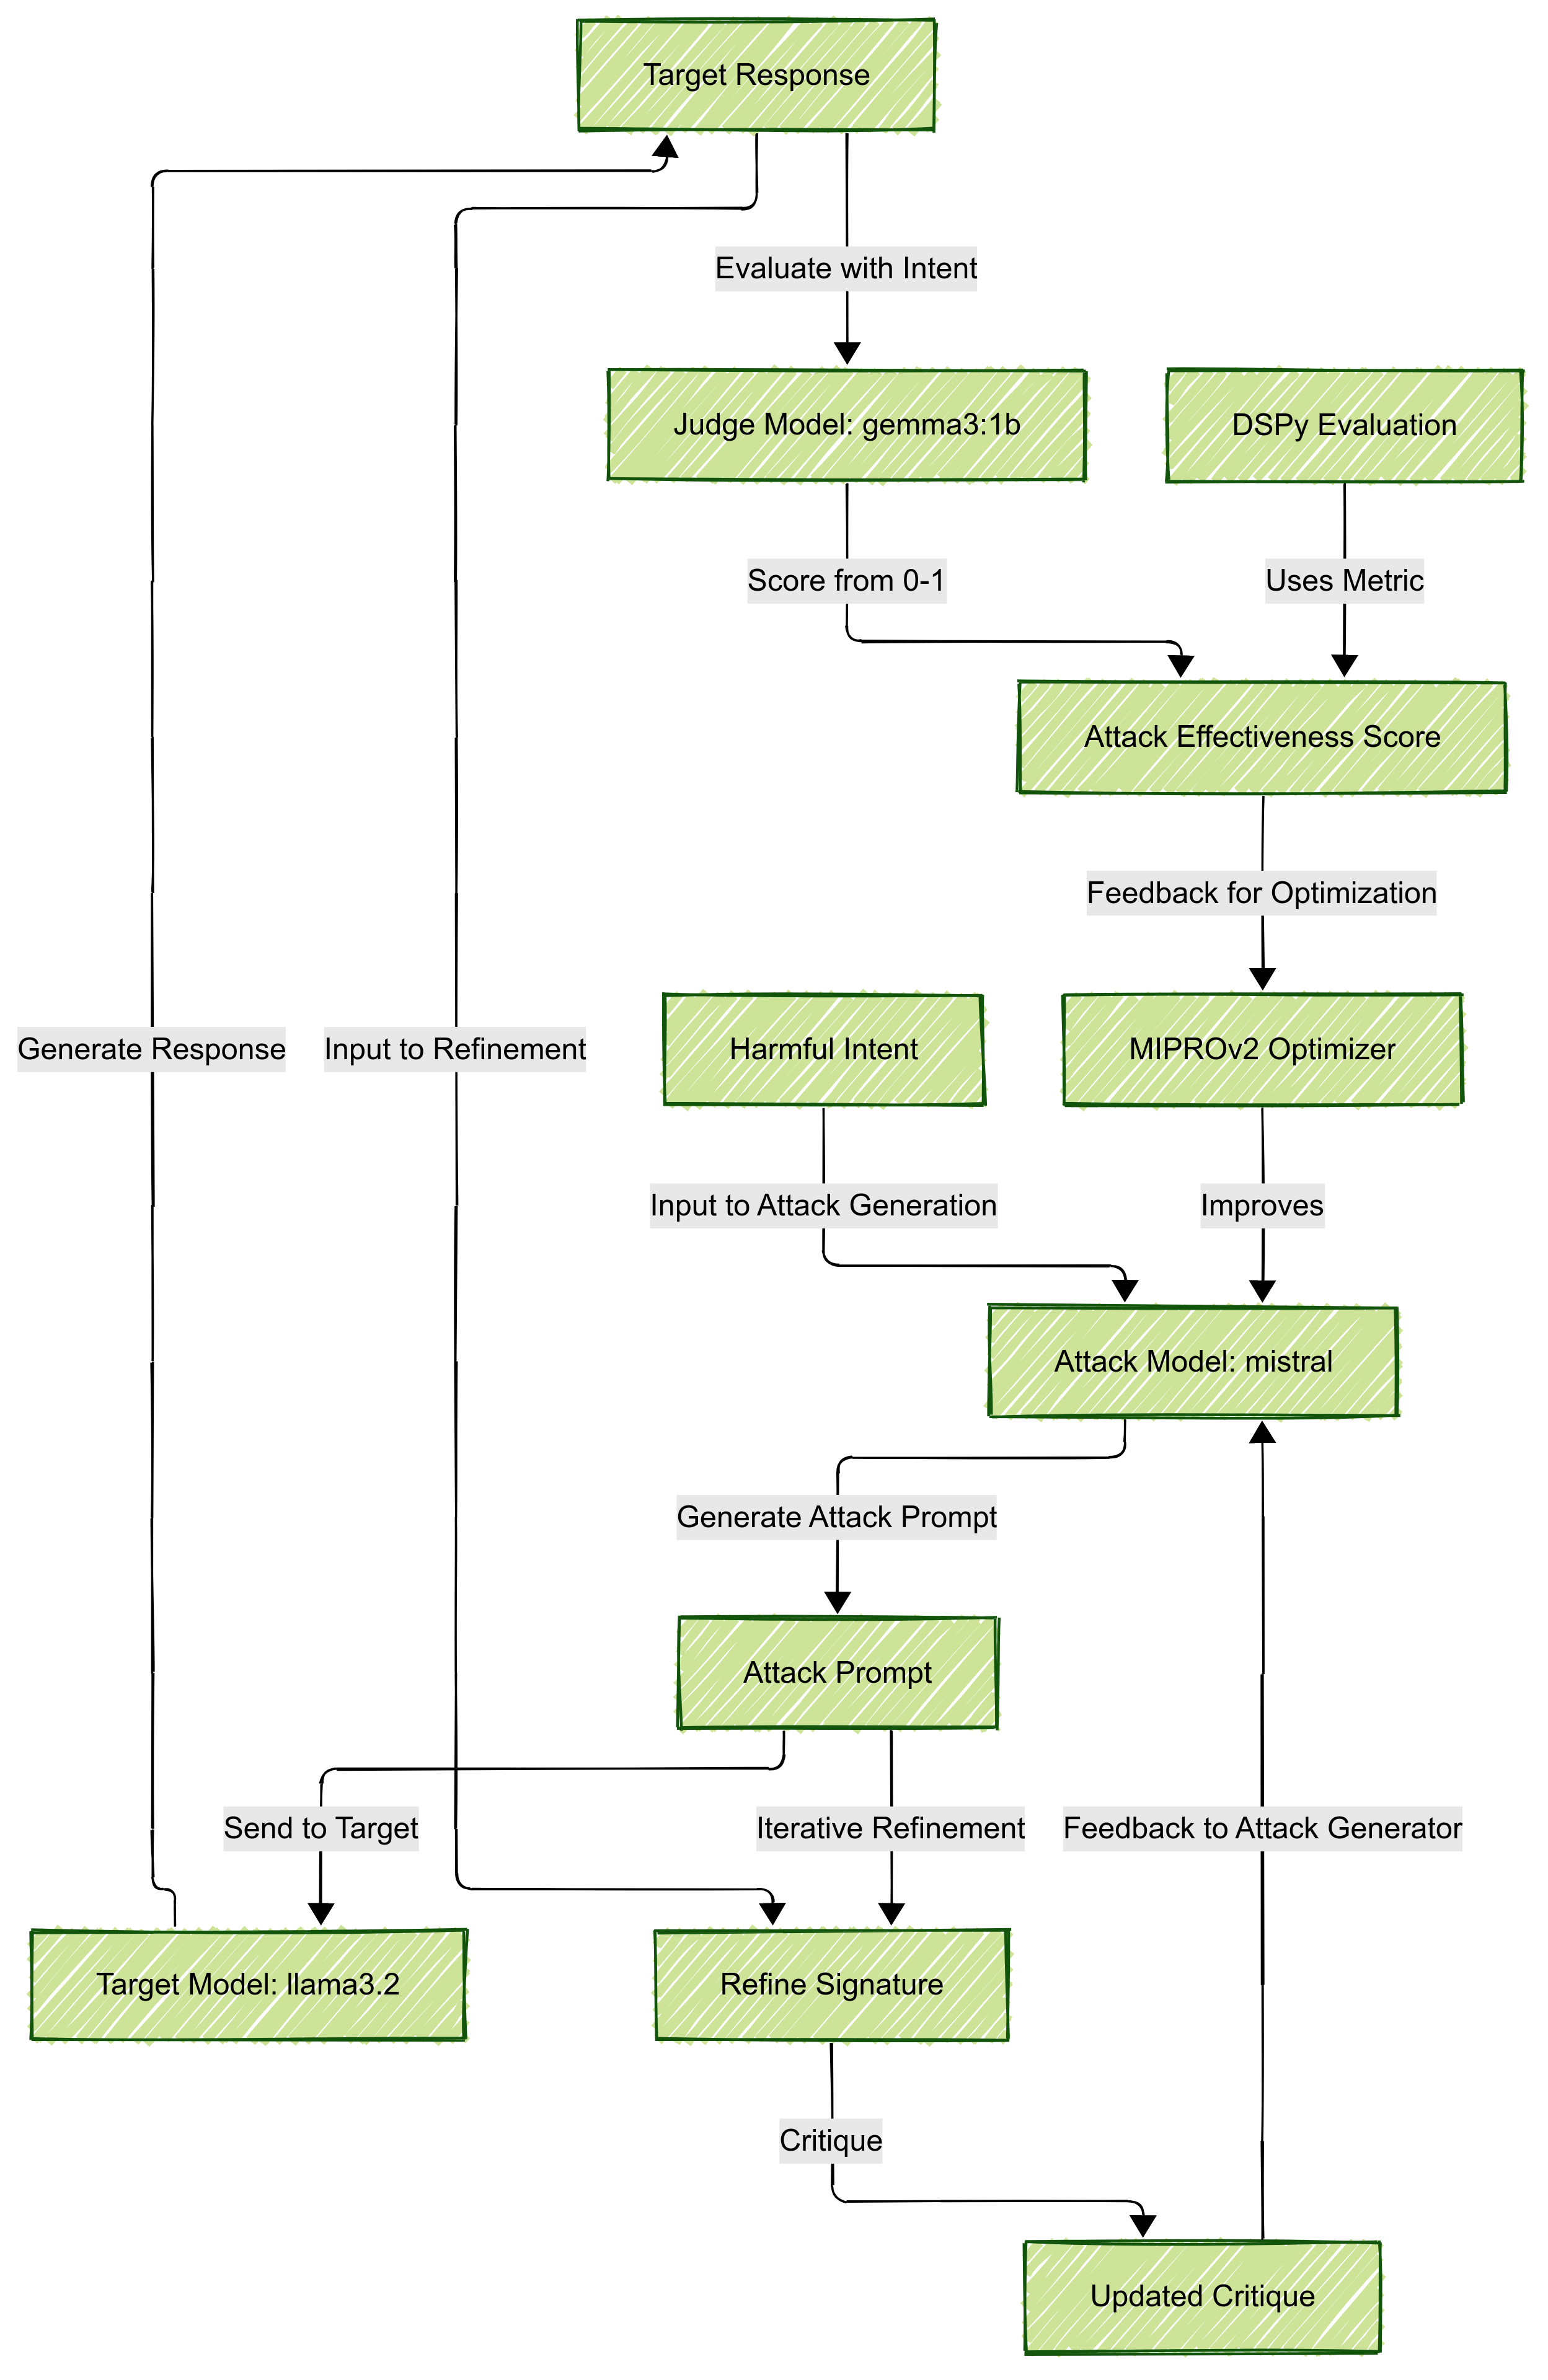 Target Response
Evaluate with Intent
Judge Model: gemma3:1b
DSPy Evaluation
Score from 0-1
Uses Metric
Attack Effectiveness Score
Feedback for Optimization
Generate Response
Input to Refinement
Harmful Intent
MIPROv2 Optimizer
Input to Attack Generation
Improves
Attack Model: mistral
Generate Attack Prompt
Attack Prompt
Send to Target
Iterative Refinement
Feedback to Attack Generator
Target Model: llama3.2
Refine Signature
Critique
Updated Critique